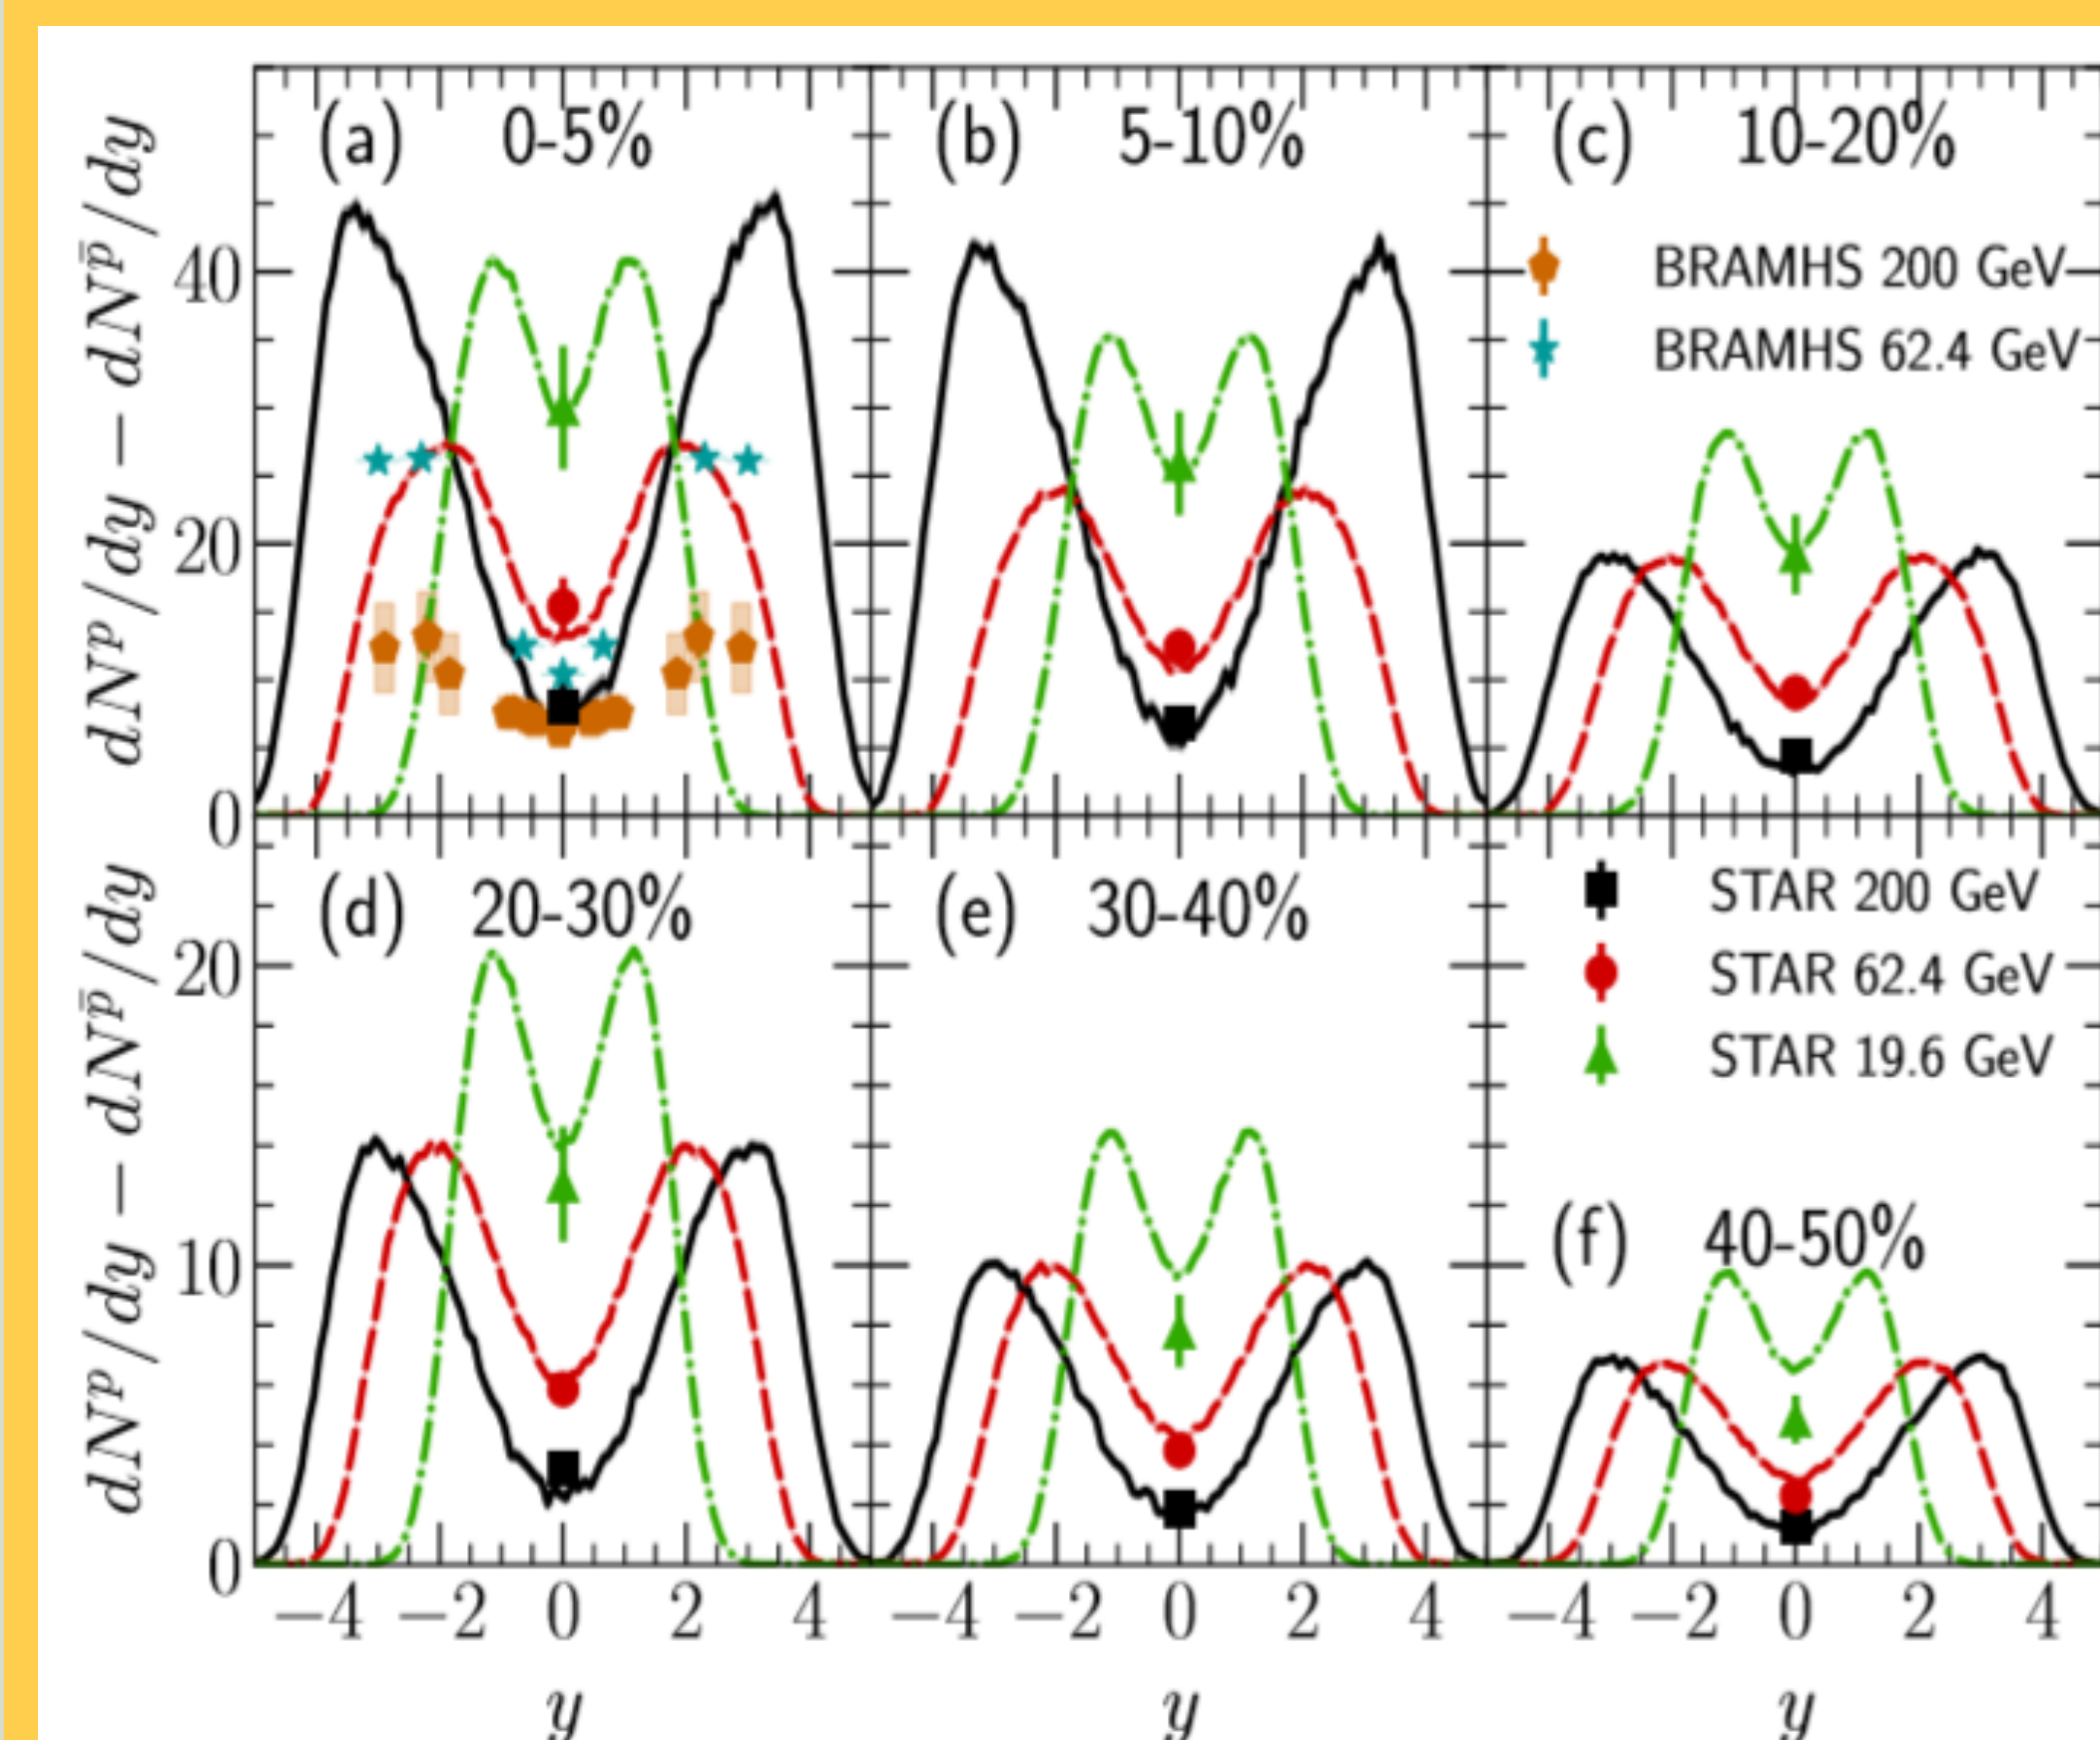 (a) 0-5%
(b) 5-10%
(c) 10-20%
dN^p/dy − dN^p̄/dy
40
20
0
BRAMHS 200 GeV
BRAMHS 62.4 GeV
(d) 20-30%
(e) 30-40%
STAR 200 GeV
STAR 62.4 GeV
STAR 19.6 GeV
(f) 40-50%
dN^p/dy − dN^p̄/dy
20
10
0
−4 −2 0 2 4
−4 −2 0 2 4
−4 −2 0 2 4
y
y
y